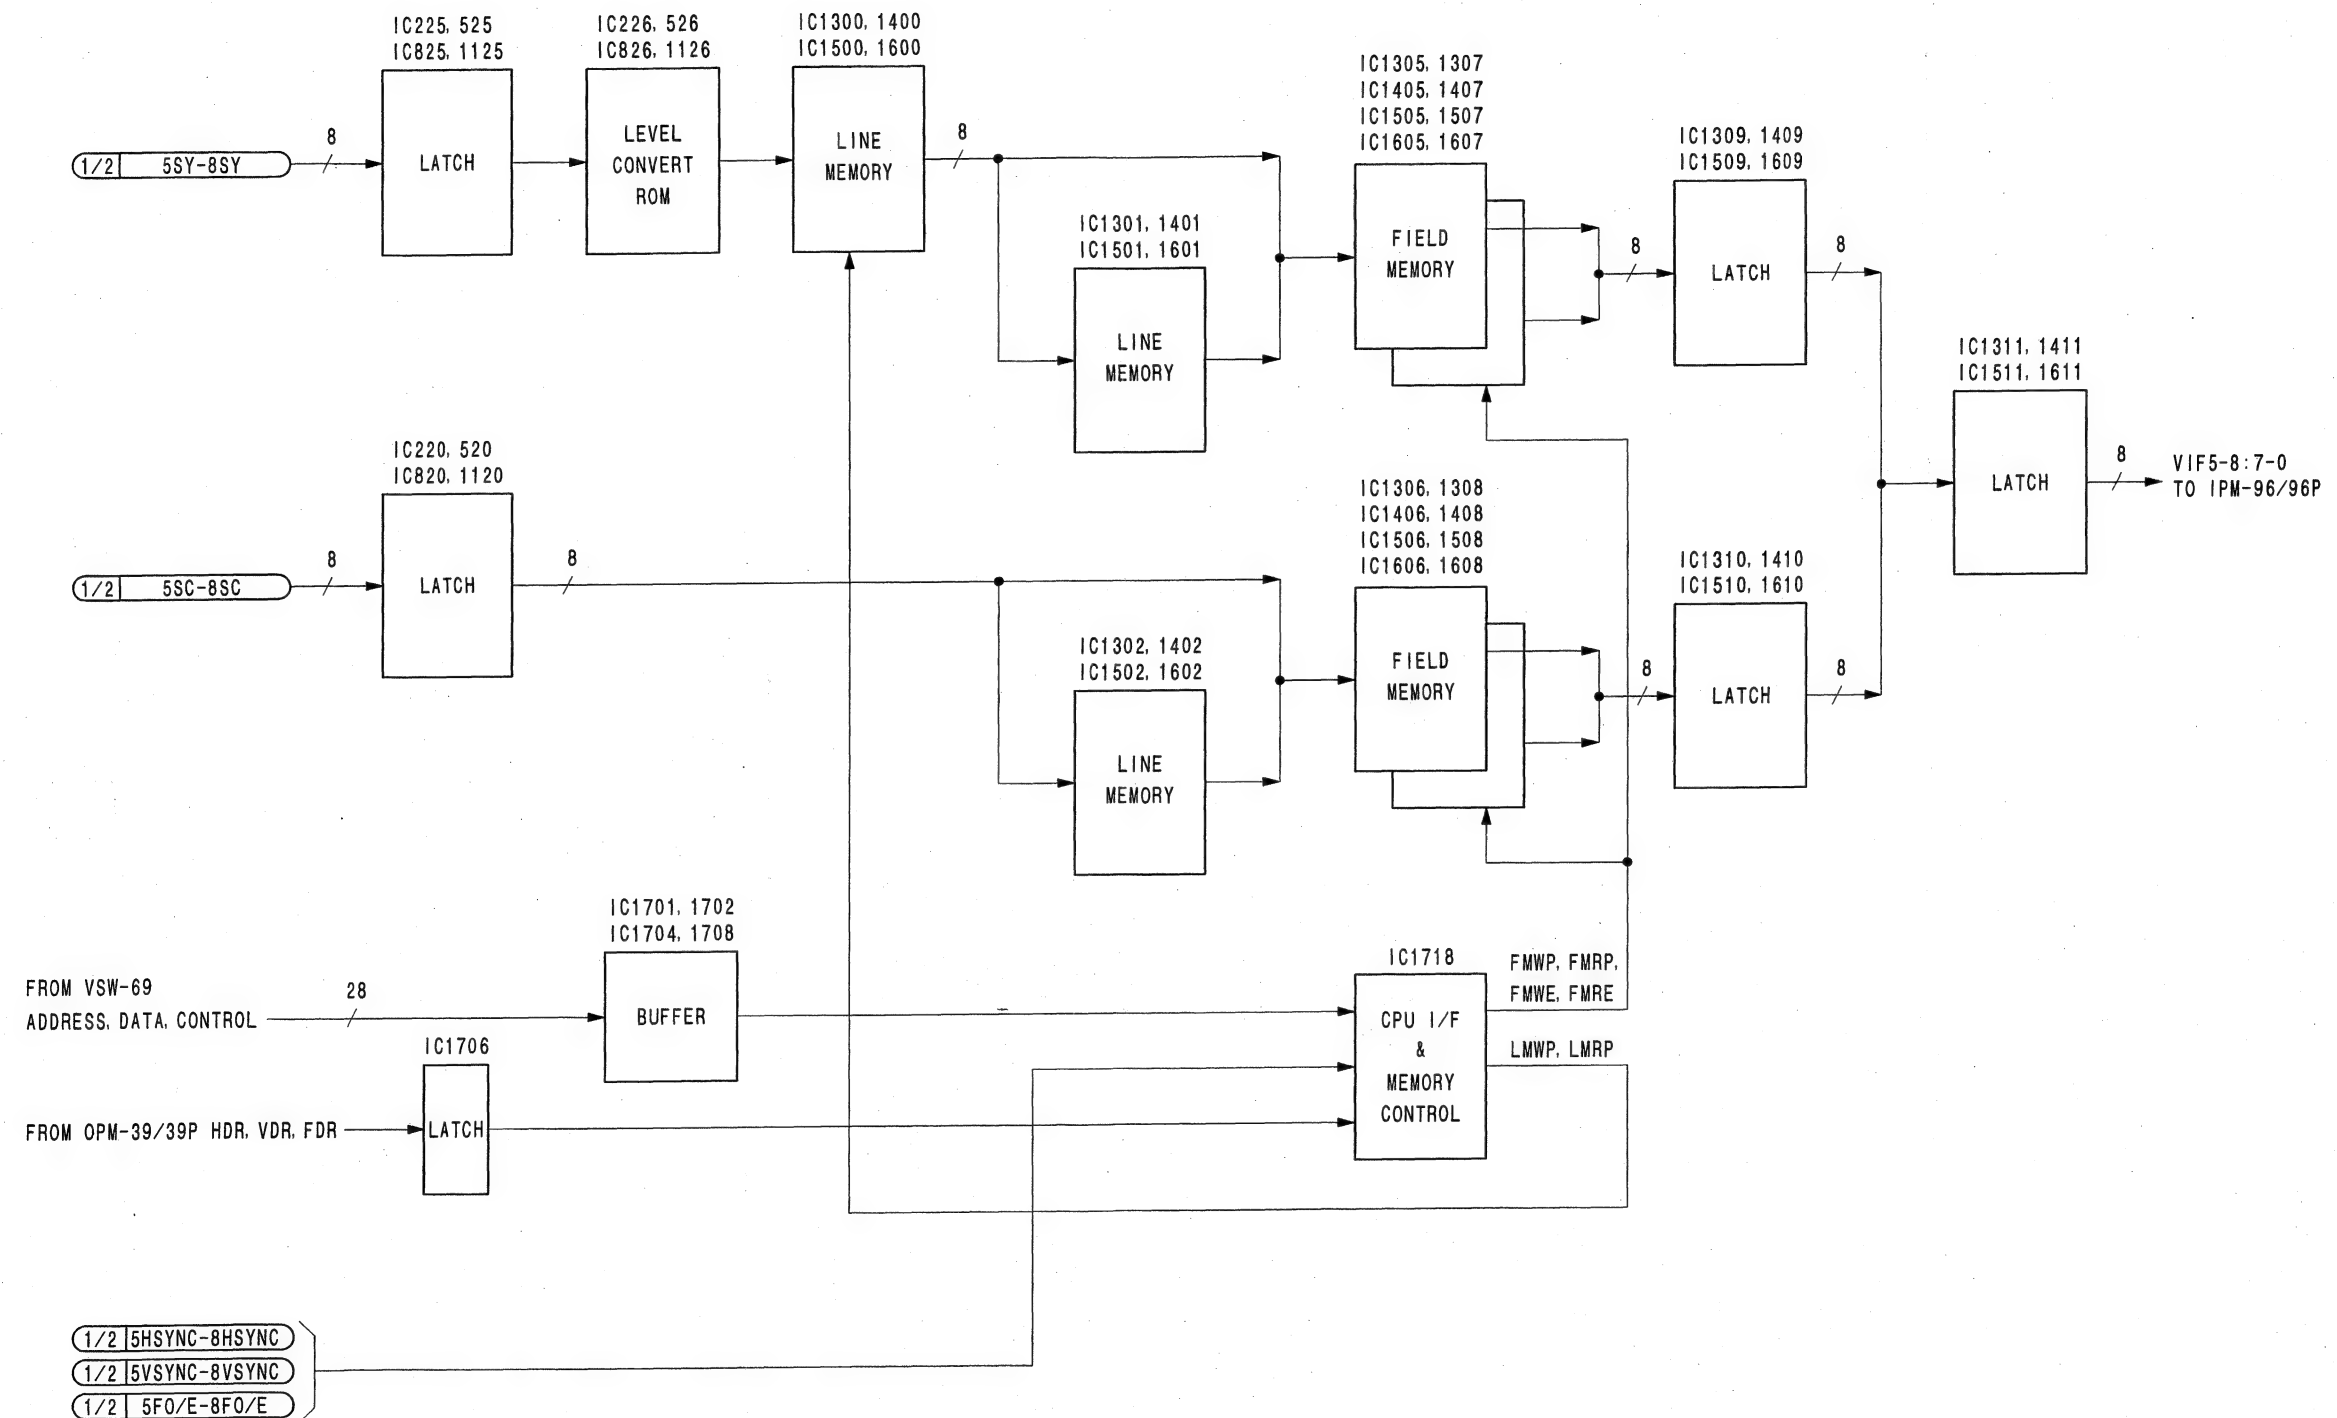 IC225, 525
IC825, 1125
IC226, 526
IC826, 1126
IC1300, 1400
IC1500, 1600
IC1305, 1307
IC1405, 1407
IC1505, 1507
IC1605, 1607
IC1309, 1409
IC1509, 1609
1/2 5SY-8SY
8
LATCH
LEVEL
CONVERT
ROM
LINE
MEMORY
8
IC1301, 1401
IC1501, 1601
LINE
MEMORY
FIELD
MEMORY
8
LATCH
8
IC1311, 1411
IC1511, 1611
LATCH
8
VIF5-8:7-0
TO IPM-96/96P
IC220, 520
IC820, 1120
1/2 5SC-8SC
8
LATCH
8
IC1302, 1402
IC1502, 1602
LINE
MEMORY
IC1306, 1308
IC1406, 1408
IC1506, 1508
IC1606, 1608
FIELD
MEMORY
8
IC1310, 1410
IC1510, 1610
LATCH
8
IC1701, 1702
IC1704, 1708
FROM VSW-69
ADDRESS, DATA, CONTROL
28
BUFFER
IC1718
CPU I/F
&
MEMORY
CONTROL
FMWP, FMRP,
FMWE, FMRE
LMWP, LMRP
IC1706
FROM OPM-39/39P HDR, VDR, FDR
LATCH
1/2 5HSYNC-8HSYNC
1/2 5VSYNC-8VSYNC
1/2 5FO/E-8FO/E